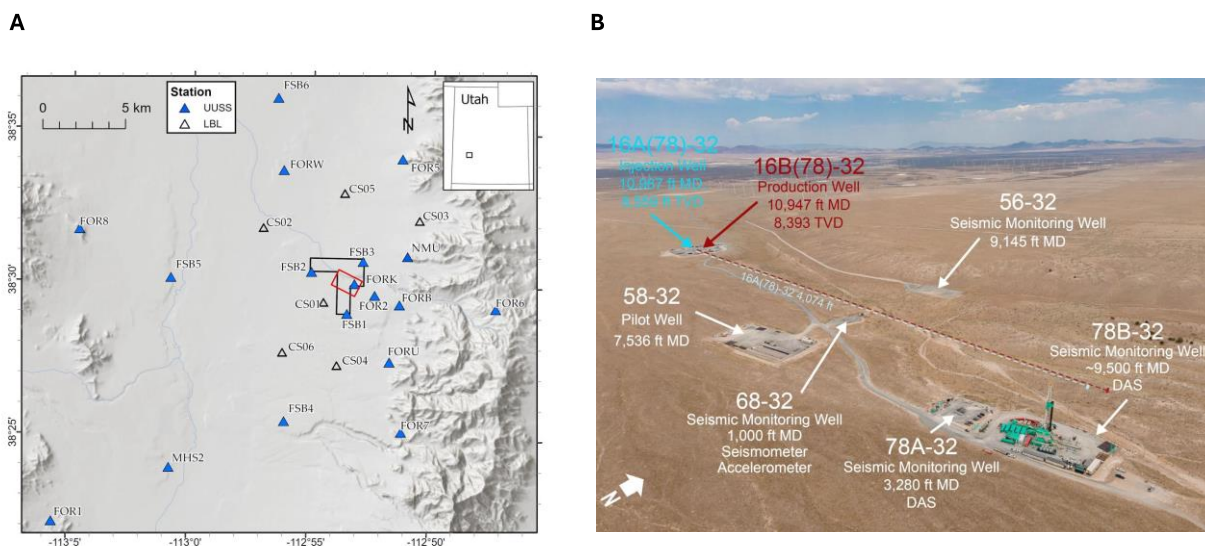 A
B
Station
UUSS
LBL
0
5 km
N
Utah
38°35'
38°30'
38°25'
-113°5'
-113°0'
-112°55'
-112°50'
FSB6
FORW
FOR5
CS05
CS03
CS02
FOR8
NMU
FSB3
FSB5
FSB2
FORK
FOR2
FORB
FOR6
CS01
FSB1
CS06
CS04
FORU
FSB4
FOR7
MHS2
FOR1
16A(78)-32
Injection Well
MD
TVD
16B(78)-32
Production Well
10,947 ft MD
8,393 TVD
56-32
Seismic Monitoring Well
9,145 ft MD
16A(78)-32 4,074 ft
58-32
Pilot Well
7,536 ft MD
78B-32
Seismic Monitoring Well
~9,500 ft MD
DAS
68-32
Seismic Monitoring Well
1,000 ft MD
Seismometer
Accelerometer
78A-32
Seismic Monitoring Well
3,280 ft MD
DAS
N